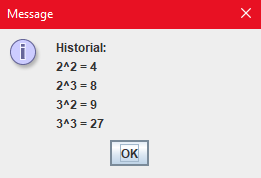 Message
Historial:
2^2 = 4
2^3 = 8
3^2 = 9
3^3 = 27
OK